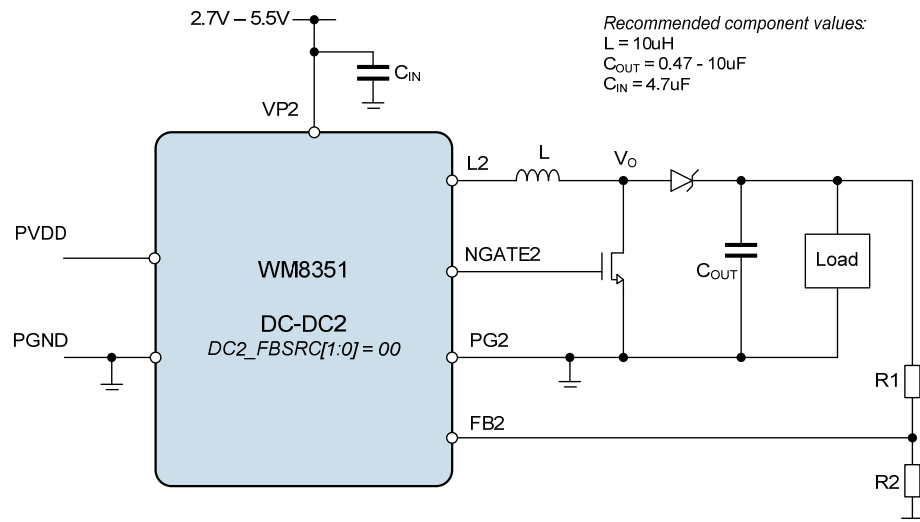 2.7V – 5.5V
Recommended component values:
L = 10uH
COUT = 0.47 - 10uF
CIN = 4.7uF
CIN
VP2
L2
L
VO
PVDD
NGATE2
WM8351
COUT
Load
DC-DC2
DC2_FBSRC[1:0] = 00
PGND
PG2
R1
FB2
R2